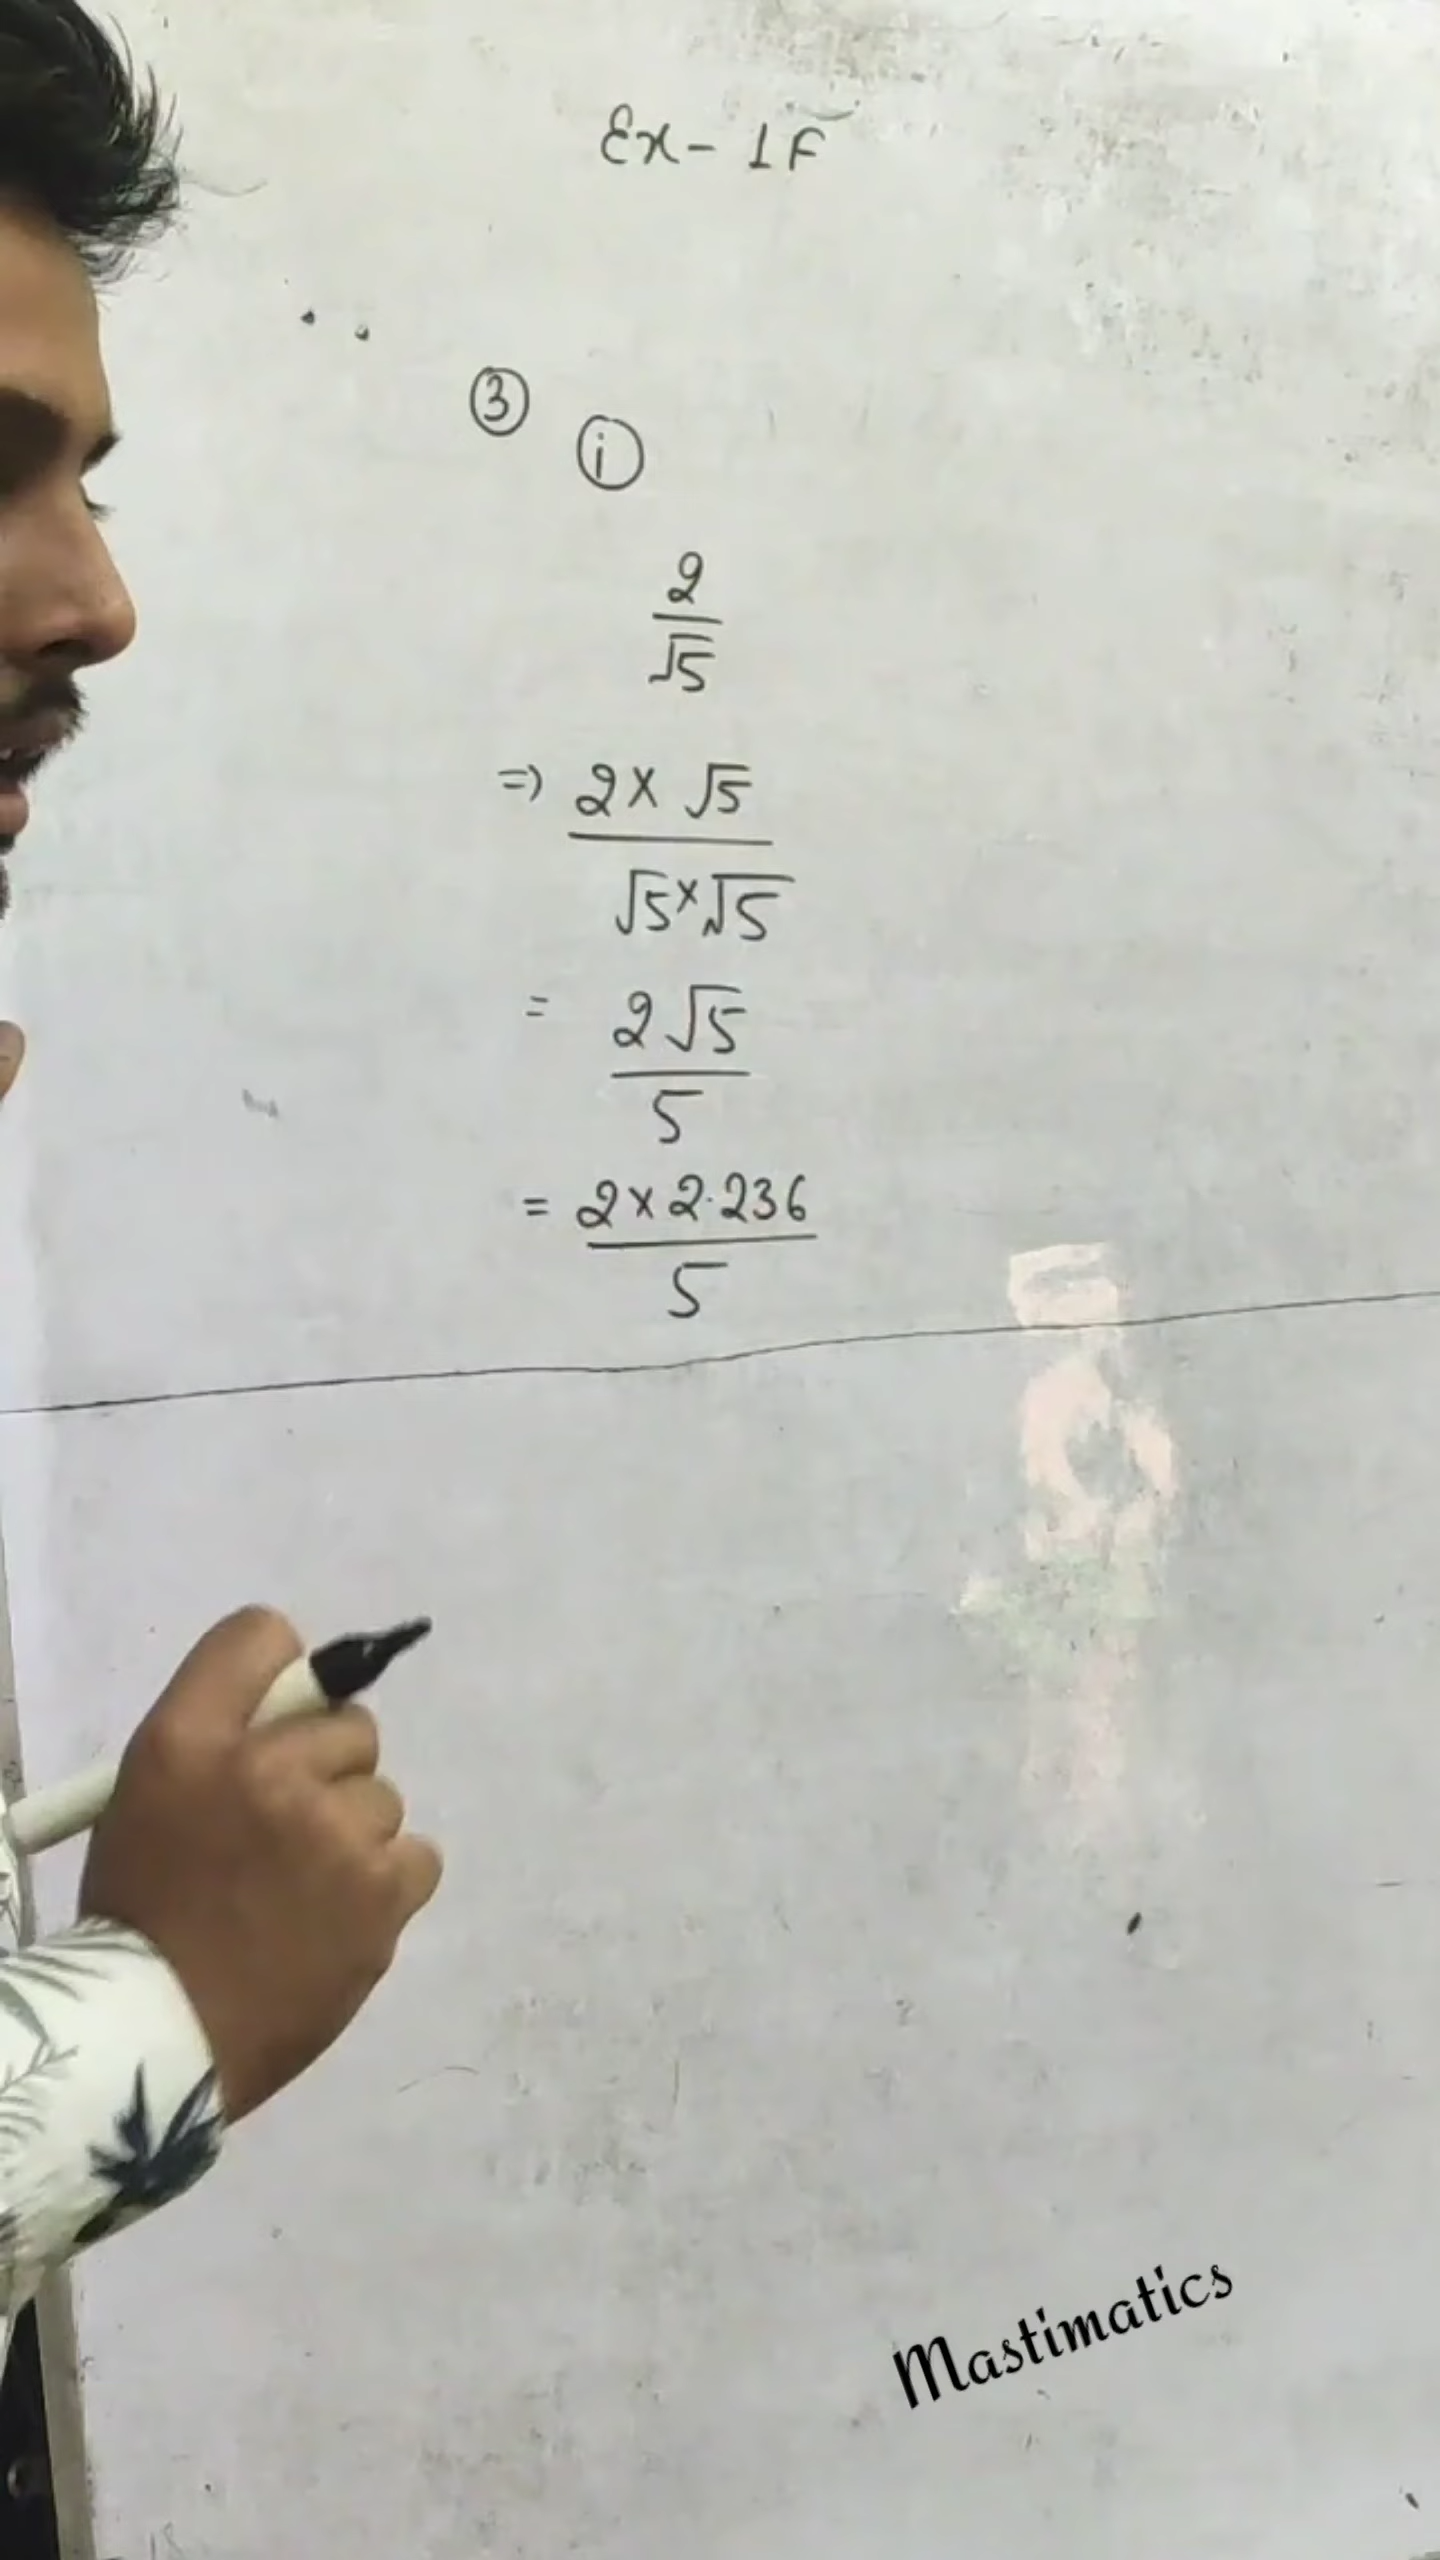 Ex - 1F
3
i
2
√5
=> 2 x √5
√5 x √5
= 2√5
5
= 2 x 2.236
5
Mastimatics